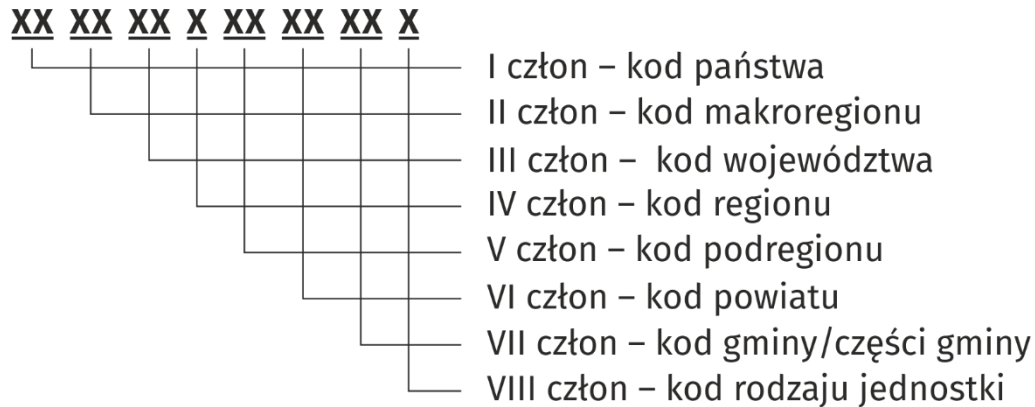 XX XX XX X XX XX XX X
I człon – kod państwa
II człon – kod makroregionu
III człon – kod województwa
IV człon – kod regionu
V człon – kod podregionu
VI człon – kod powiatu
VII człon – kod gminy/części gminy
VIII człon – kod rodzaju jednostki